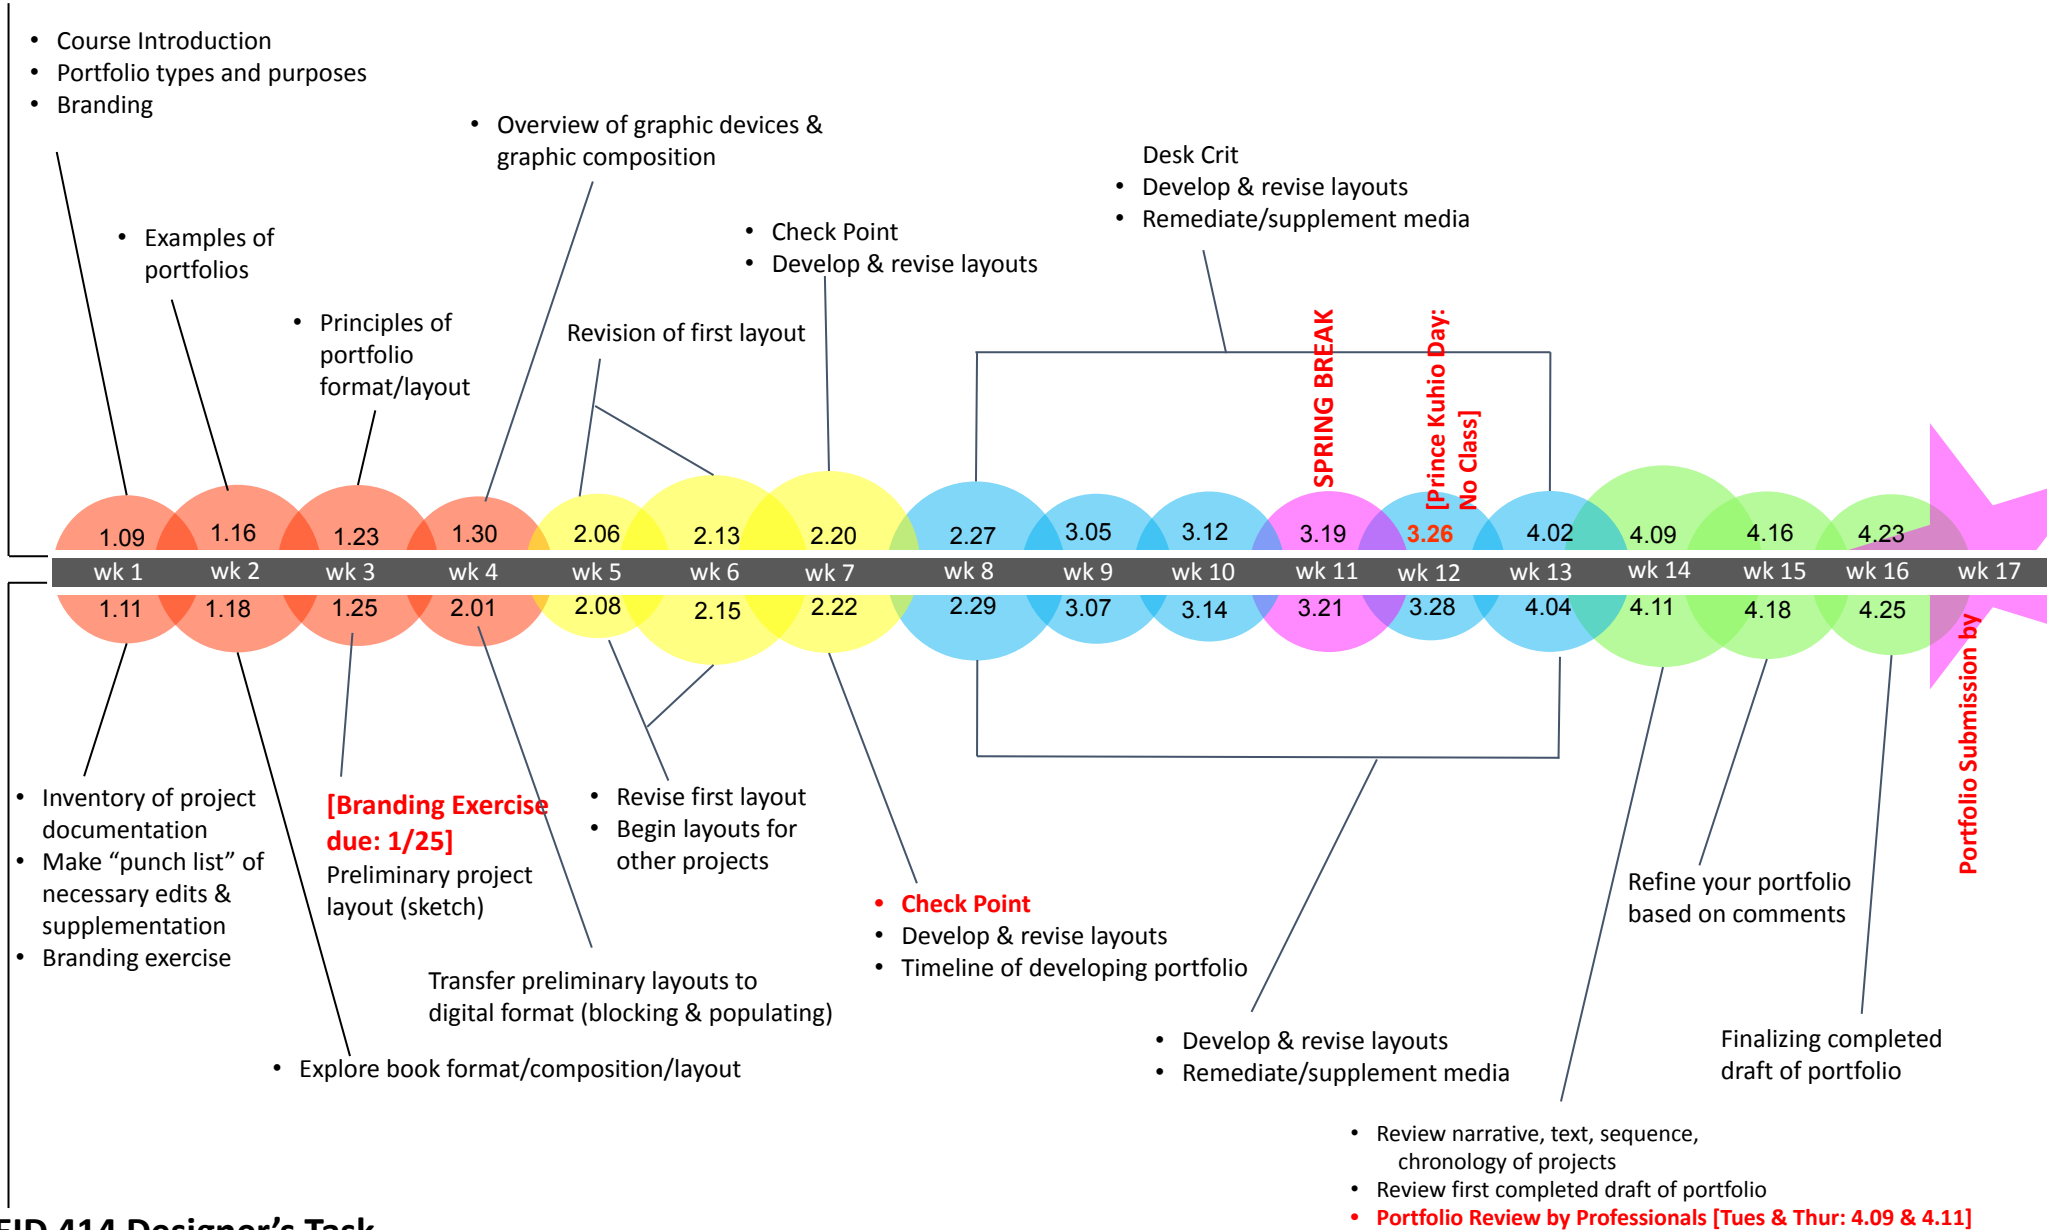 • Course Introduction
• Portfolio types and purposes
• Branding
• Overview of graphic devices &
graphic composition
Desk Crit
• Develop & revise layouts
• Remediate/supplement media
• Examples of
portfolios
• Check Point
• Develop & revise layouts
• Principles of
portfolio
format/layout
Revision of first layout
SPRING BREAK
[Prince Kuhio Day:
No Class]
1.09 1.16 1.23 1.30 2.06 2.13 2.20 2.27 3.05 3.12 3.19 3.26 4.02 4.09 4.16 4.23
wk 1 wk 2 wk 3 wk 4 wk 5 wk 6 wk 7 wk 8 wk 9 wk 10 wk 11 wk 12 wk 13 wk 14 wk 15 wk 16 wk 17
1.11 1.18 1.25 2.01 2.08 2.15 2.22 2.29 3.07 3.14 3.21 3.28 4.04 4.11 4.18 4.25
Portfolio Submission by
• Inventory of project
documentation
• Make “punch list” of
necessary edits &
supplementation
• Branding exercise
[Branding Exercise
due: 1/25]
Preliminary project
layout (sketch)
• Revise first layout
• Begin layouts for
other projects
• Check Point
• Develop & revise layouts
• Timeline of developing portfolio
Refine your portfolio
based on comments
Transfer preliminary layouts to
digital format (blocking & populating)
• Explore book format/composition/layout
• Develop & revise layouts
• Remediate/supplement media
Finalizing completed
draft of portfolio
• Review narrative, text, sequence,
chronology of projects
• Review first completed draft of portfolio
• Portfolio Review by Professionals [Tues & Thur: 4.09 & 4.11]
414 Designer’s Task